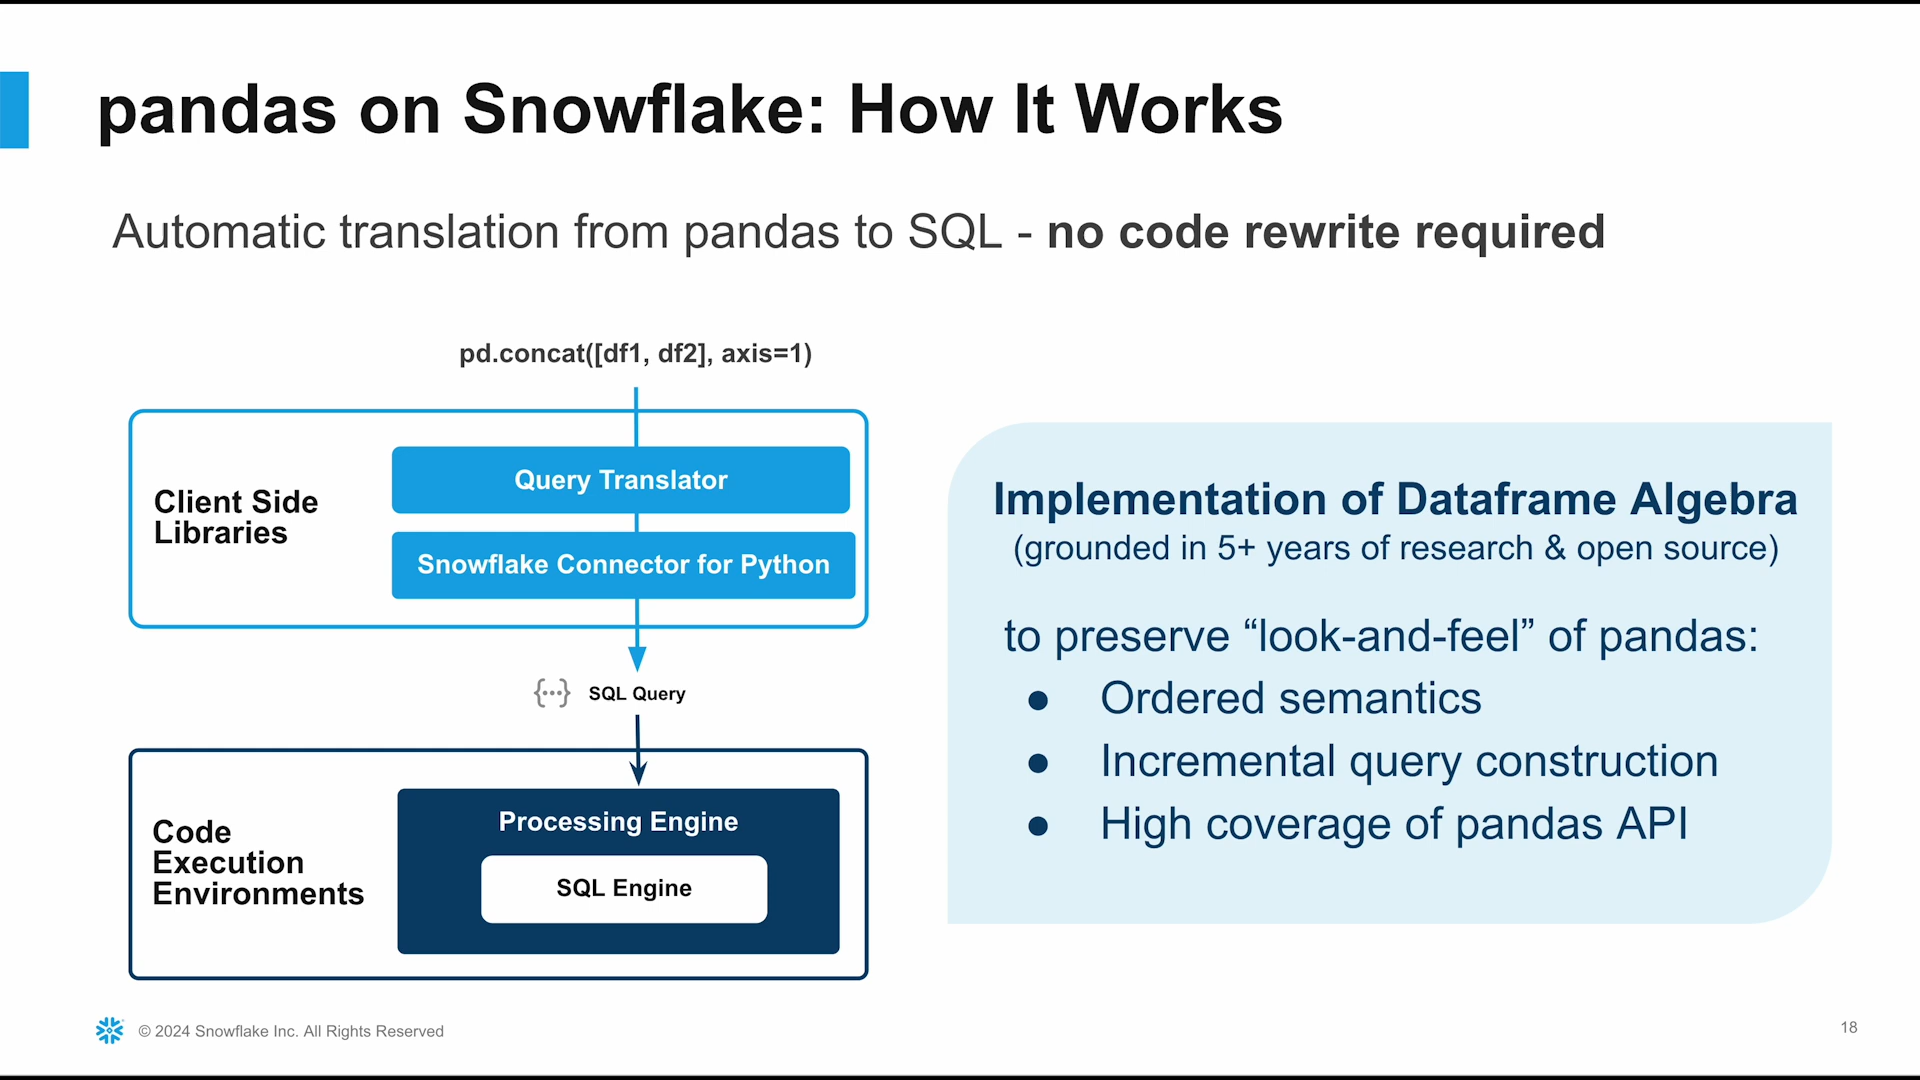 pandas on Snowflake: How It Works
Automatic translation from pandas to SQL - no code rewrite required
pd.concat([df1, df2], axis=1)
Client Side
Libraries
Query Translator
Snowflake Connector for Python
{···} SQL Query
Code
Execution
Environments
Processing Engine
SQL Engine
Implementation of Dataframe Algebra
(grounded in 5+ years of research & open source)
to preserve “look-and-feel” of pandas:
● Ordered semantics
● Incremental query construction
● High coverage of pandas API
© 2024 Snowflake Inc. All Rights Reserved
18